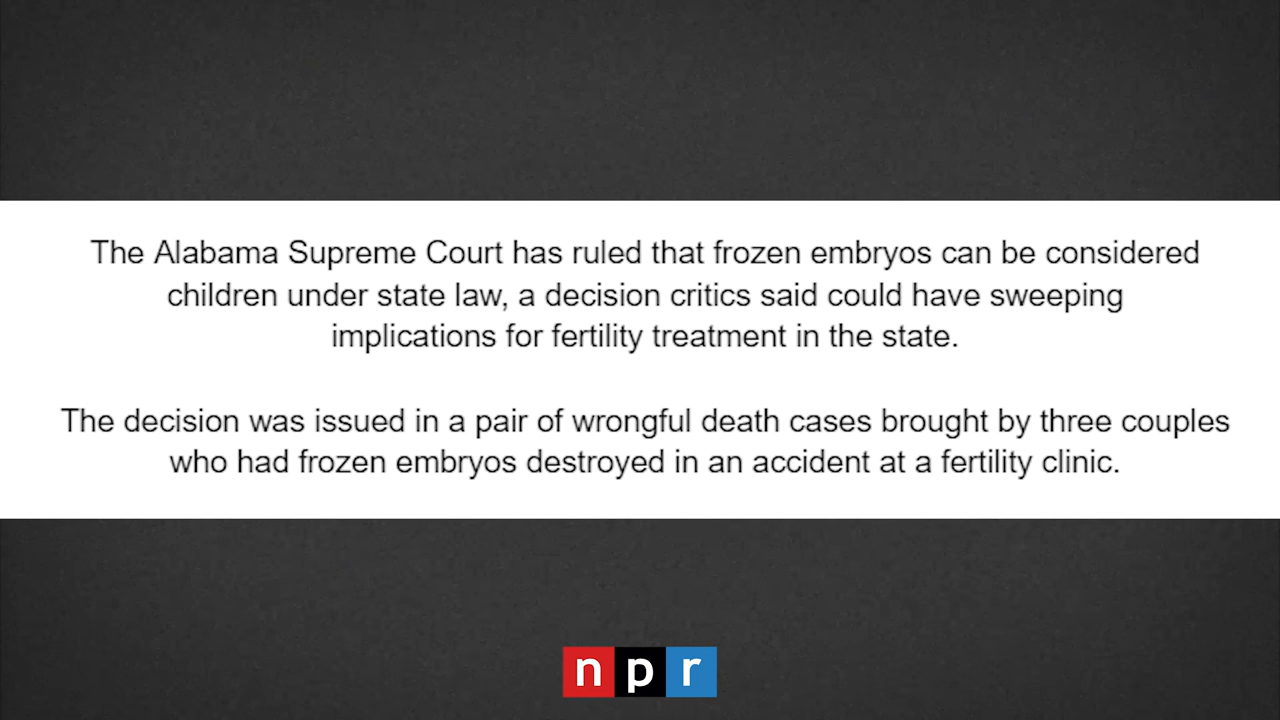 The Alabama Supreme Court has ruled that frozen embryos can be considered
children under state law, a decision critics said could have sweeping
implications for fertility treatment in the state.
The decision was issued in a pair of wrongful death cases brought by three couples
who had frozen embryos destroyed in an accident at a fertility clinic.
npr